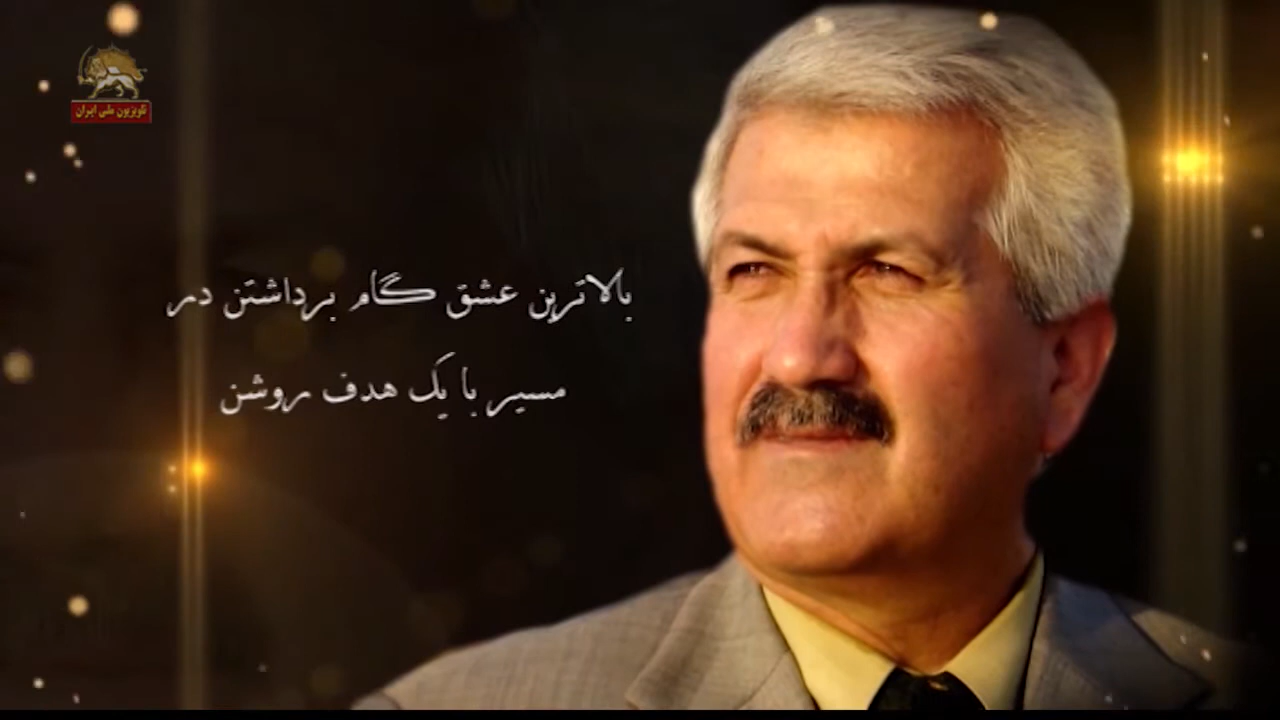 تلویزیون ملی ایران
بالاترین عشق گام برداشتن در
مسیر با یک هدف روشن